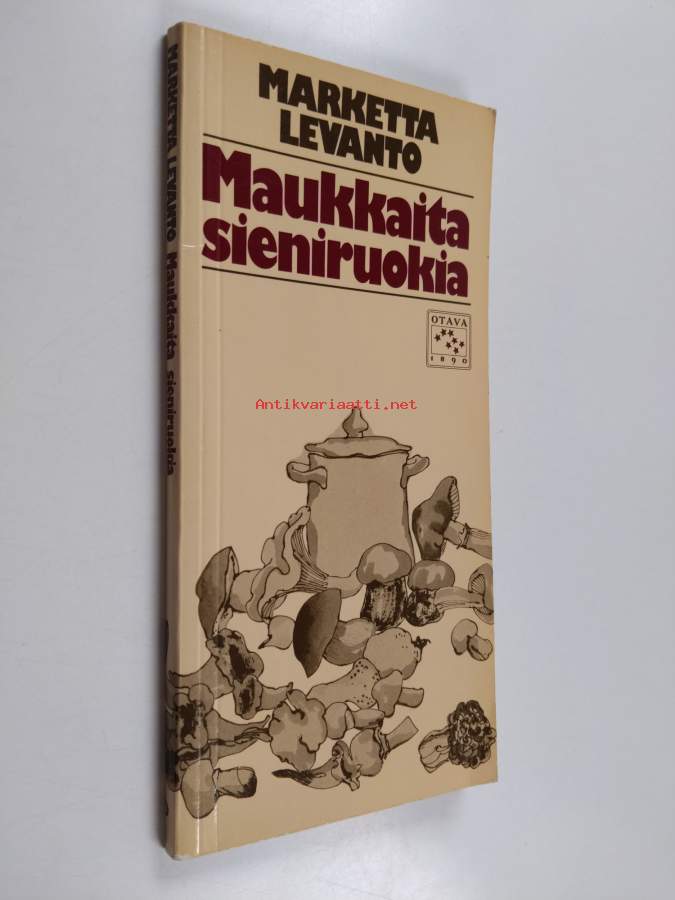 MARKETTA LEVANTO Maukkaita sieniruokia
MARKETTA
LEVANTO
Maukkaita
sieniruokia
OTAVA
1890
Antikvariaatti.net